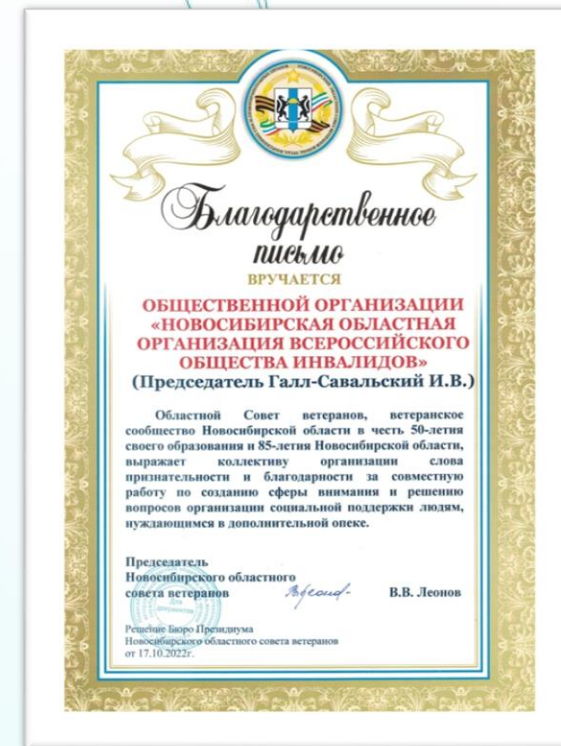 Благодарственное
письмо
ВРУЧАЕТСЯ
ОБЩЕСТВЕННОЙ ОРГАНИЗАЦИИ
«НОВОСИБИРСКАЯ ОБЛАСТНАЯ
ОРГАНИЗАЦИЯ ВСЕРОССИЙСКОГО
ОБЩЕСТВА ИНВАЛИДОВ»
(Председатель Галл-Савальский И.В.)
Областной Совет ветеранов, ветеранское
сообщество Новосибирской области в честь 50-летия
своего образования и 85-летия Новосибирской области,
выражает коллективу организации слова
признательности и благодарности за совместную
работу по созданию сферы внимания и решению
вопросов организации социальной поддержки людям,
нуждающимся в дополнительной опеке.
Председатель
Новосибирского областного
совета ветеранов В.В. Леонов
Для
документов
Решение Бюро Президиума
Новосибирского областного совета ветеранов
от 17.10.2022г.